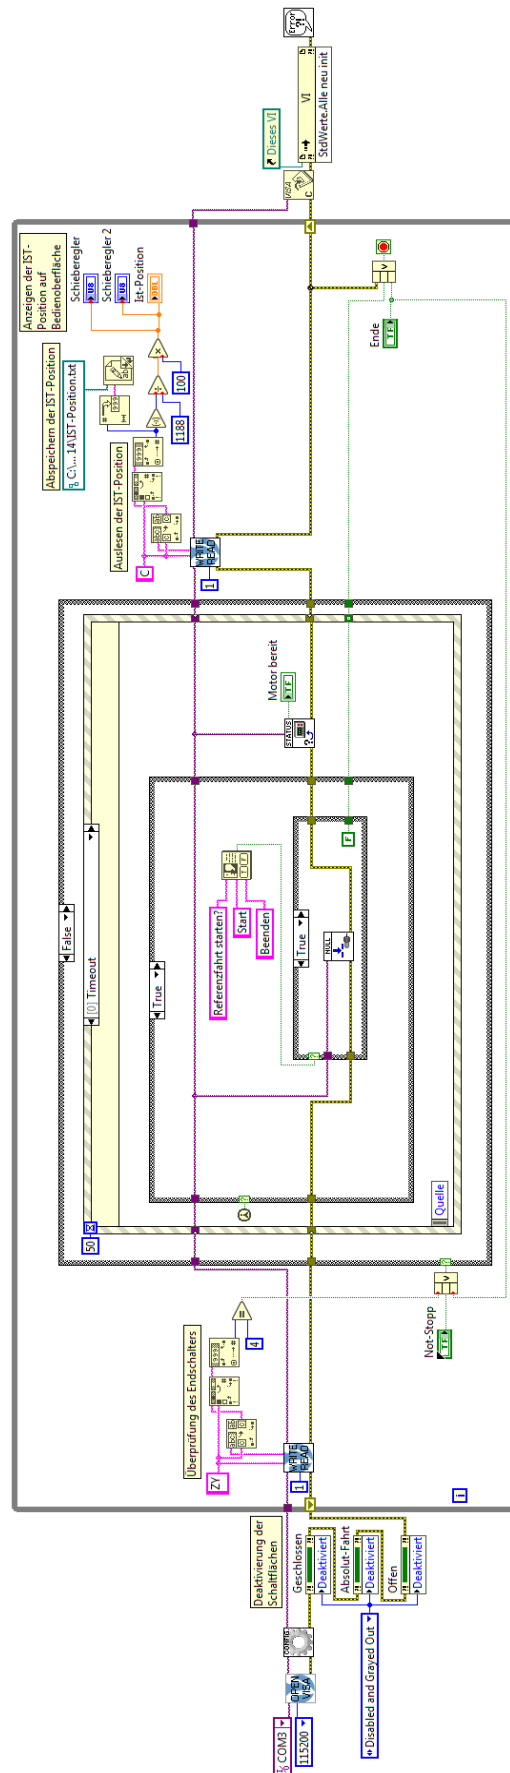 COM3
115200
OPEN
VISA
CONFIG
Disabled and Grayed Out
Deaktivierung der
Schaltflächen
Geschlossen
Deaktiviert
Absolut-Fahrt
Deaktiviert
Offen
Deaktiviert
i
Überprüfung des Endschalters
ZY
1
WRITE
READ
4
Not-Stopp
TF
False
50
[0] Timeout
Quelle
True
Referenzfahrt starten?
Start
Beenden
True
NULL
F
STATUS
Motor bereit
TF
Auslesen der IST-Position
C
1
WRITE
READ
Abspeichern der IST-Position
C:\... 14\IST-Position.txt
1188
100
Anzeigen der IST-
Position auf
Bedienoberfläche
Schieberegler
U8
Schieberegler 2
U8
Ist-Position
DBL
Ende
TF
VISA
C
Dieses VI
VI
StdWerte.Alle neu init
Error